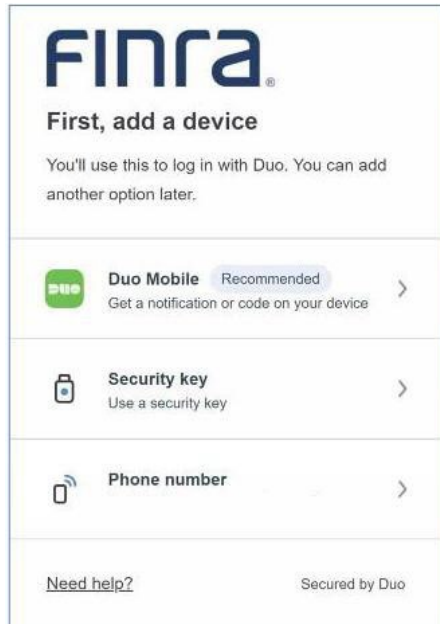 FINRA®
First, add a device
You'll use this to log in with Duo. You can add
another option later.
DUO
Duo Mobile Recommended
Get a notification or code on your device
Security key
Use a security key
Phone number
Need help? Secured by Duo